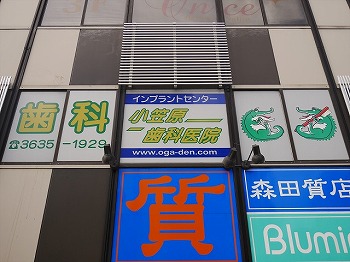 歯科
☎3635-1929
インプラントセンター
小笠原
歯科医院
www.oga-den.com
質
森田質店
Blumi